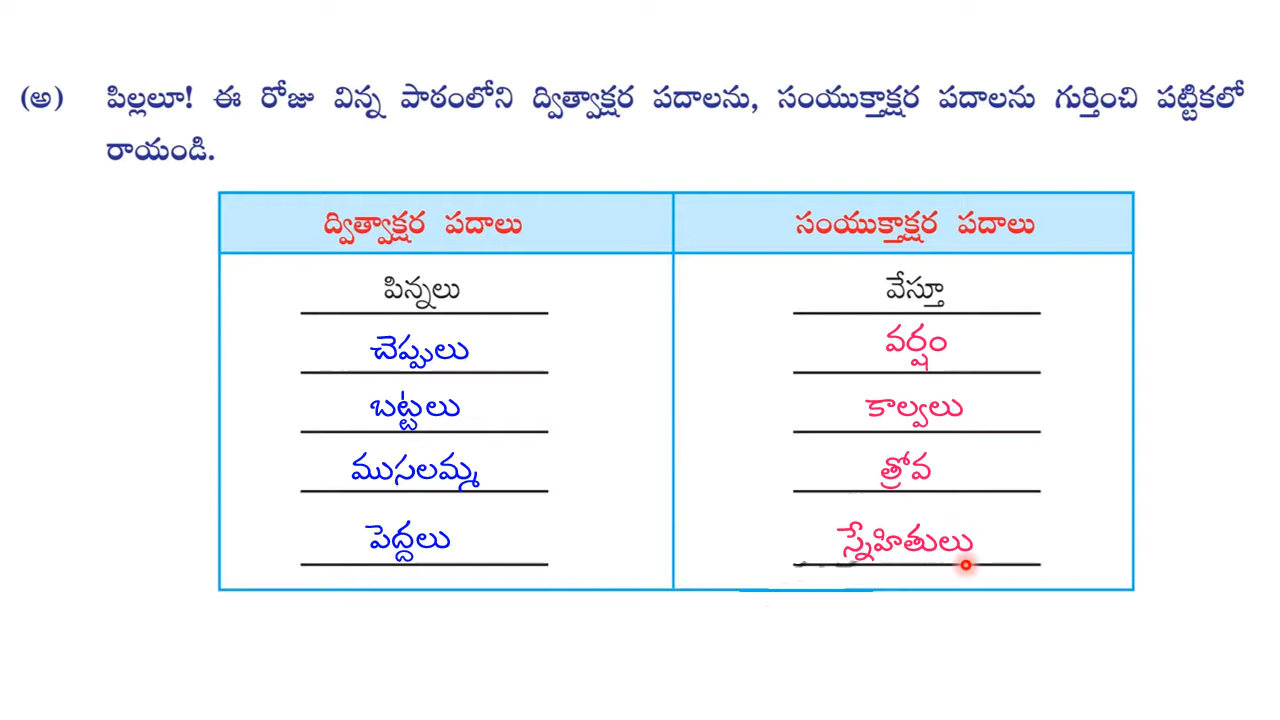 (అ) పిల్లలూ! ఈ రోజు విన్న పాఠంలోని ద్విత్వాక్షర పదాలను, సంయుక్తాక్షర పదాలను గుర్తించి పట్టికలో
రాయండి.
ద్విత్వాక్షర పదాలు సంయుక్తాక్షర పదాలు
పిన్నలు వేస్తూ
చెప్పులు వర్షం
బట్టలు కాల్వలు
ముసలమ్మ త్రోవ
పెద్దలు స్నేహితులు